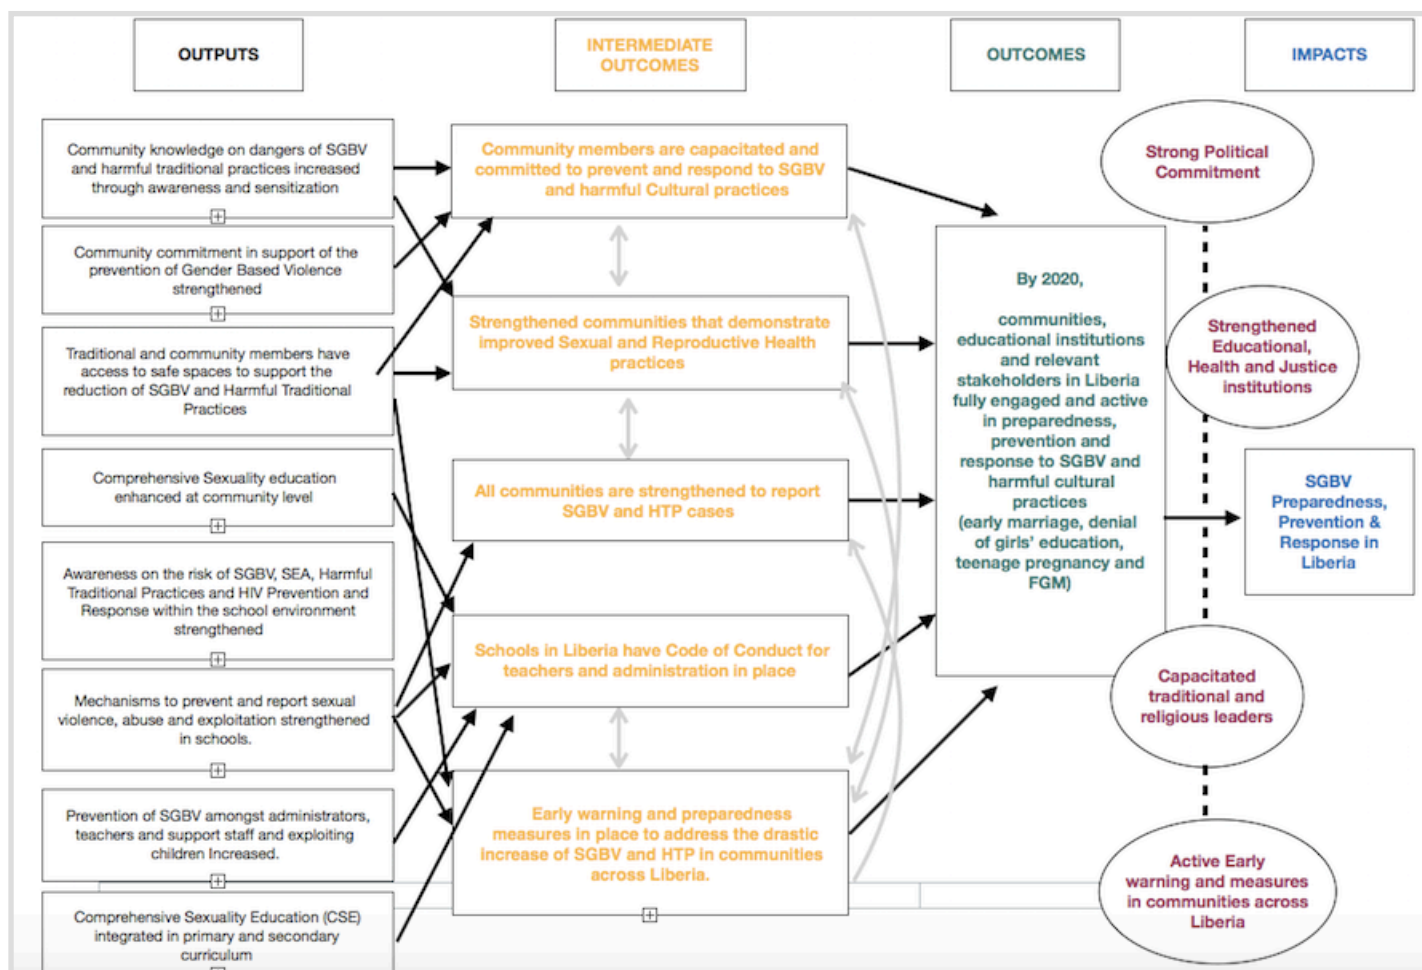 OUTPUTS
INTERMEDIATE
OUTCOMES
OUTCOMES
IMPACTS
Community knowledge on dangers of SGBV
and harmful traditional practices increased
through awareness and sensitization
Community commitment in support of the
prevention of Gender Based Violence
strengthened
Traditional and community members have
access to safe spaces to support the
reduction of SGBV and Harmful Traditional
Practices
Comprehensive Sexuality education
enhanced at community level
Awareness on the risk of SGBV, SEA, Harmful
Traditional Practices and HIV Prevention and
Response within the school environment
strengthened
Mechanisms to prevent and report sexual
violence, abuse and exploitation strengthened
in schools.
Prevention of SGBV amongst administrators,
teachers and support staff and exploiting
children Increased.
Comprehensive Sexuality Education (CSE)
integrated in primary and secondary
curriculum
Community members are capacitated and
committed to prevent and respond to SGBV
and harmful Cultural practices
Strengthened communities that demonstrate
improved Sexual and Reproductive Health
practices
All communities are strengthened to report
SGBV and HTP cases
Schools in Liberia have Code of Conduct for
teachers and administration in place
Early warning and preparedness
measures in place to address the drastic
increase of SGBV and HTP in communities
across Liberia.
By 2020,
communities,
educational institutions
and relevant
stakeholders in Liberia
fully engaged and active
in preparedness,
prevention and
response to SGBV and
harmful cultural
practices
(early marriage, denial
of girls' education,
teenage pregnancy and
FGM)
Strong Political
Commitment
Strengthened
Educational,
Health and Justice
institutions
SGBV
Preparedness,
Prevention &
Response in
Liberia
Capacitated
traditional and
religious leaders
Active Early
warning and measures
in communities across
Liberia